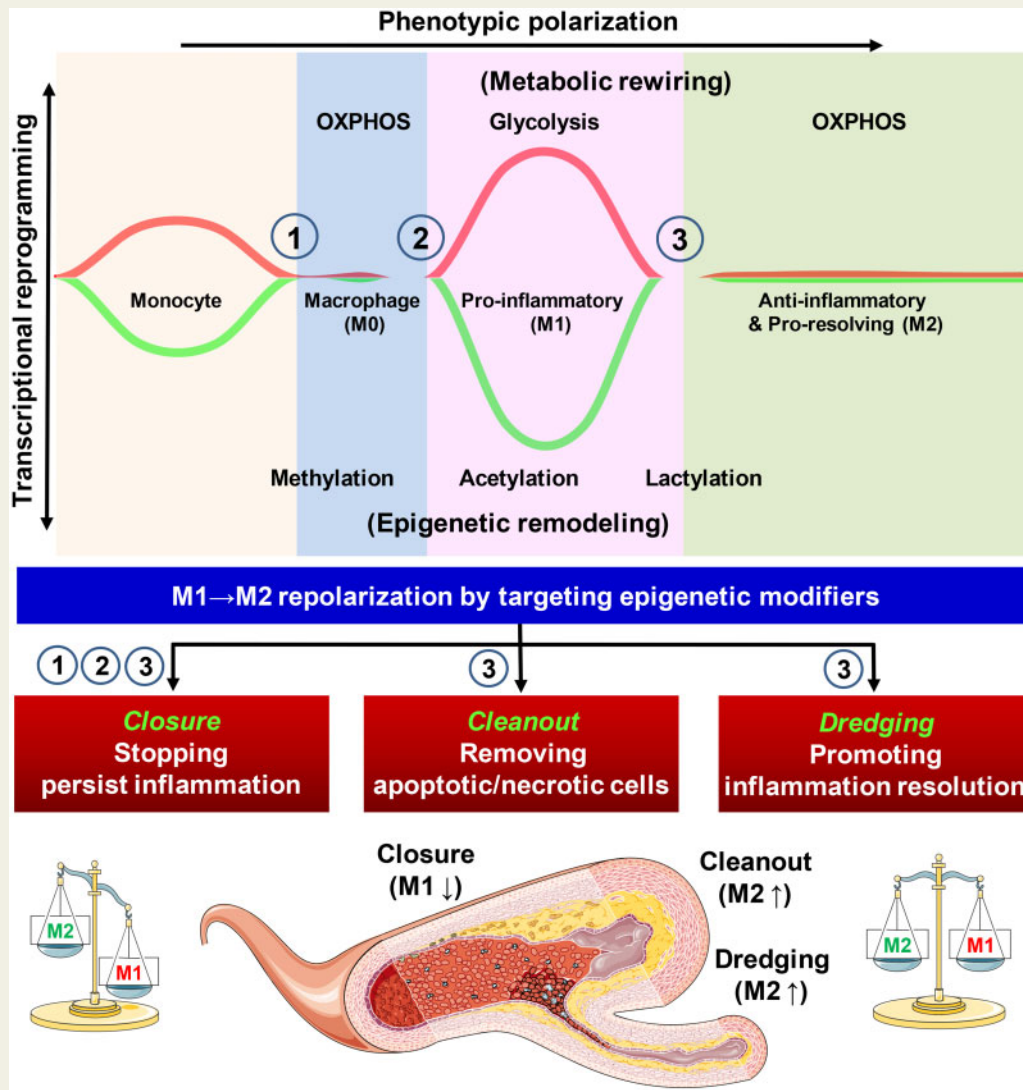 Phenotypic polarization
Transcriptional reprogramming
(Metabolic rewiring)
OXPHOS
Glycolysis
OXPHOS
1
2
3
Monocyte
Macrophage
(M0)
Pro-inflammatory
(M1)
Anti-inflammatory
& Pro-resolving (M2)
Methylation
Acetylation
Lactylation
(Epigenetic remodeling)
M1→M2 repolarization by targeting epigenetic modifiers
1 2 3
3
3
Closure
Stopping
persist inflammation
Cleanout
Removing
apoptotic/necrotic cells
Dredging
Promoting
inflammation resolution
Closure
(M1 ↓)
Cleanout
(M2 ↑)
Dredging
(M2 ↑)
M2
M1
M2
M1